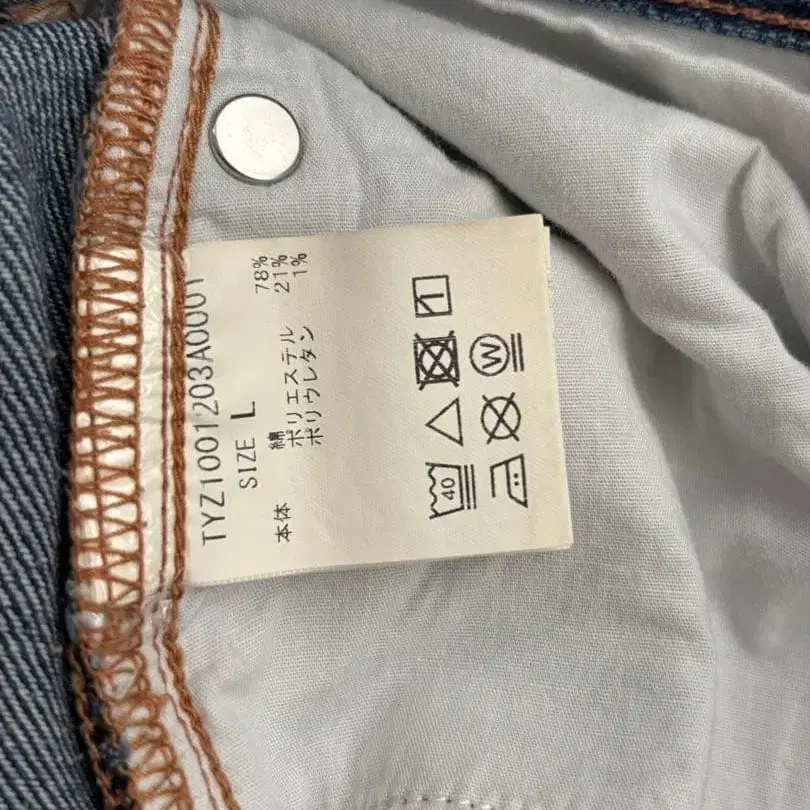 TYZ1001203A0001
SIZE L
本体 綿 78%
ポリエステル 21%
ポリウレタン 1%
40
W